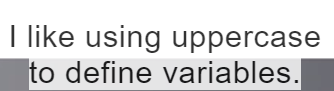 I like using uppercase
to define variables.